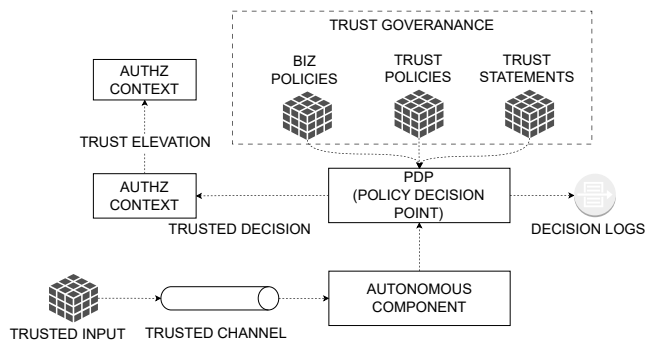 TRUST GOVERANANCE
BIZ
POLICIES
TRUST
POLICIES
TRUST
STATEMENTS
AUTHZ
CONTEXT
TRUST ELEVATION
AUTHZ
CONTEXT
TRUSTED DECISION
PDP
(POLICY DECISION
POINT)
DECISION LOGS
AUTONOMOUS
COMPONENT
TRUSTED INPUT
TRUSTED CHANNEL